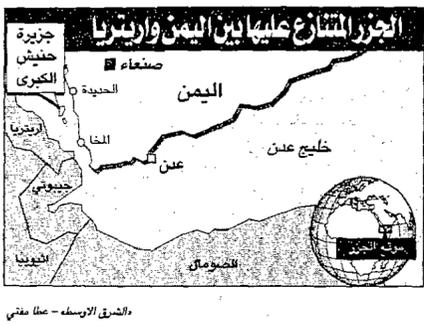 الجزر المتنازع عليها بين اليمن واريتريا
جزيرة
حنيش
الكبرى
صنعاء
الحديدة
اليمن
اريتريا
المخا
عدن
خليج عدن
جيبوتي
اثيوبيا
الصومال
موقع الجزر
«الشرق الاوسط» - عطا مفتي